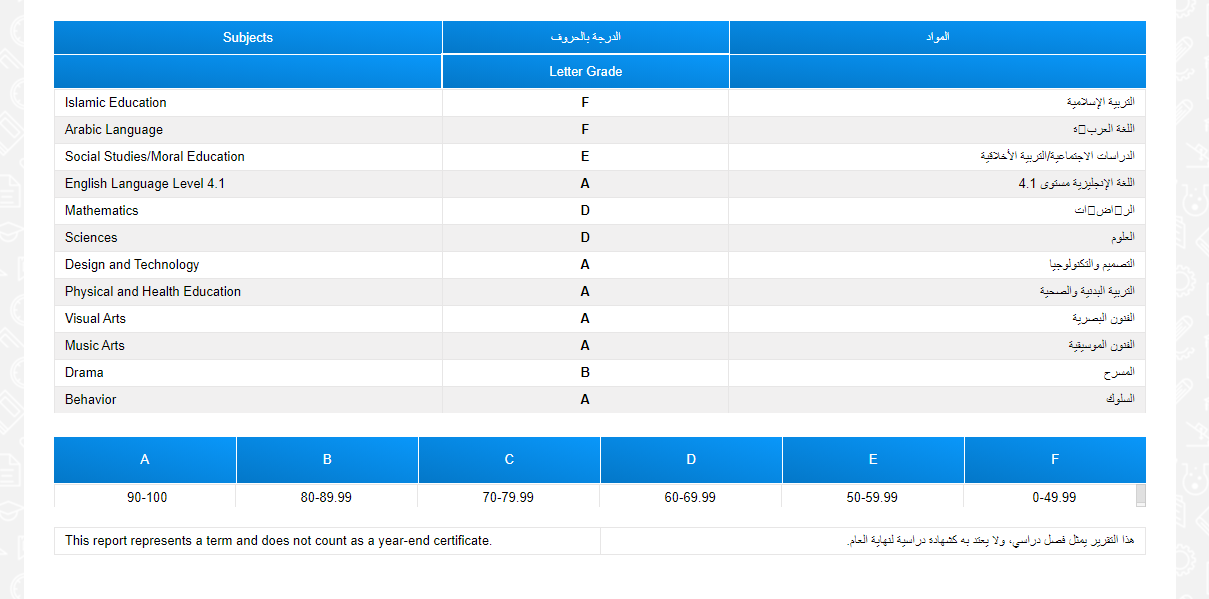 Subjects الدرجة بالحروف المواد
Letter Grade
Islamic Education F التربية الإسلامية
Arabic Language F اللغة العرب□ة
Social Studies/Moral Education E الدراسات الاجتماعية/التربية الأخلاقية
English Language Level 4.1 A اللغة الإنجليزية مستوى 4.1
Mathematics D الر□اض□ات
Sciences D العلوم
Design and Technology A التصميم والتكنولوجيا
Physical and Health Education A التربية البدنية والصحية
Visual Arts A الفنون البصرية
Music Arts A الفنون الموسيقية
Drama B المسرح
Behavior A السلوك
A B C D E F
90-100 80-89.99 70-79.99 60-69.99 50-59.99 0-49.99
This report represents a term and does not count as a year-end certificate. هذا التقرير يمثل فصل دراسي، ولا يعتد به كشهادة دراسية لنهاية العام.